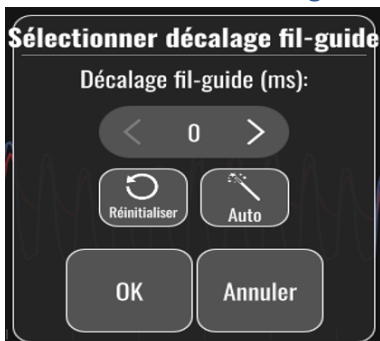 Sélectionner décalage fil-guide
Décalage fil-guide (ms):
0
Réinitialiser
Auto
OK
Annuler